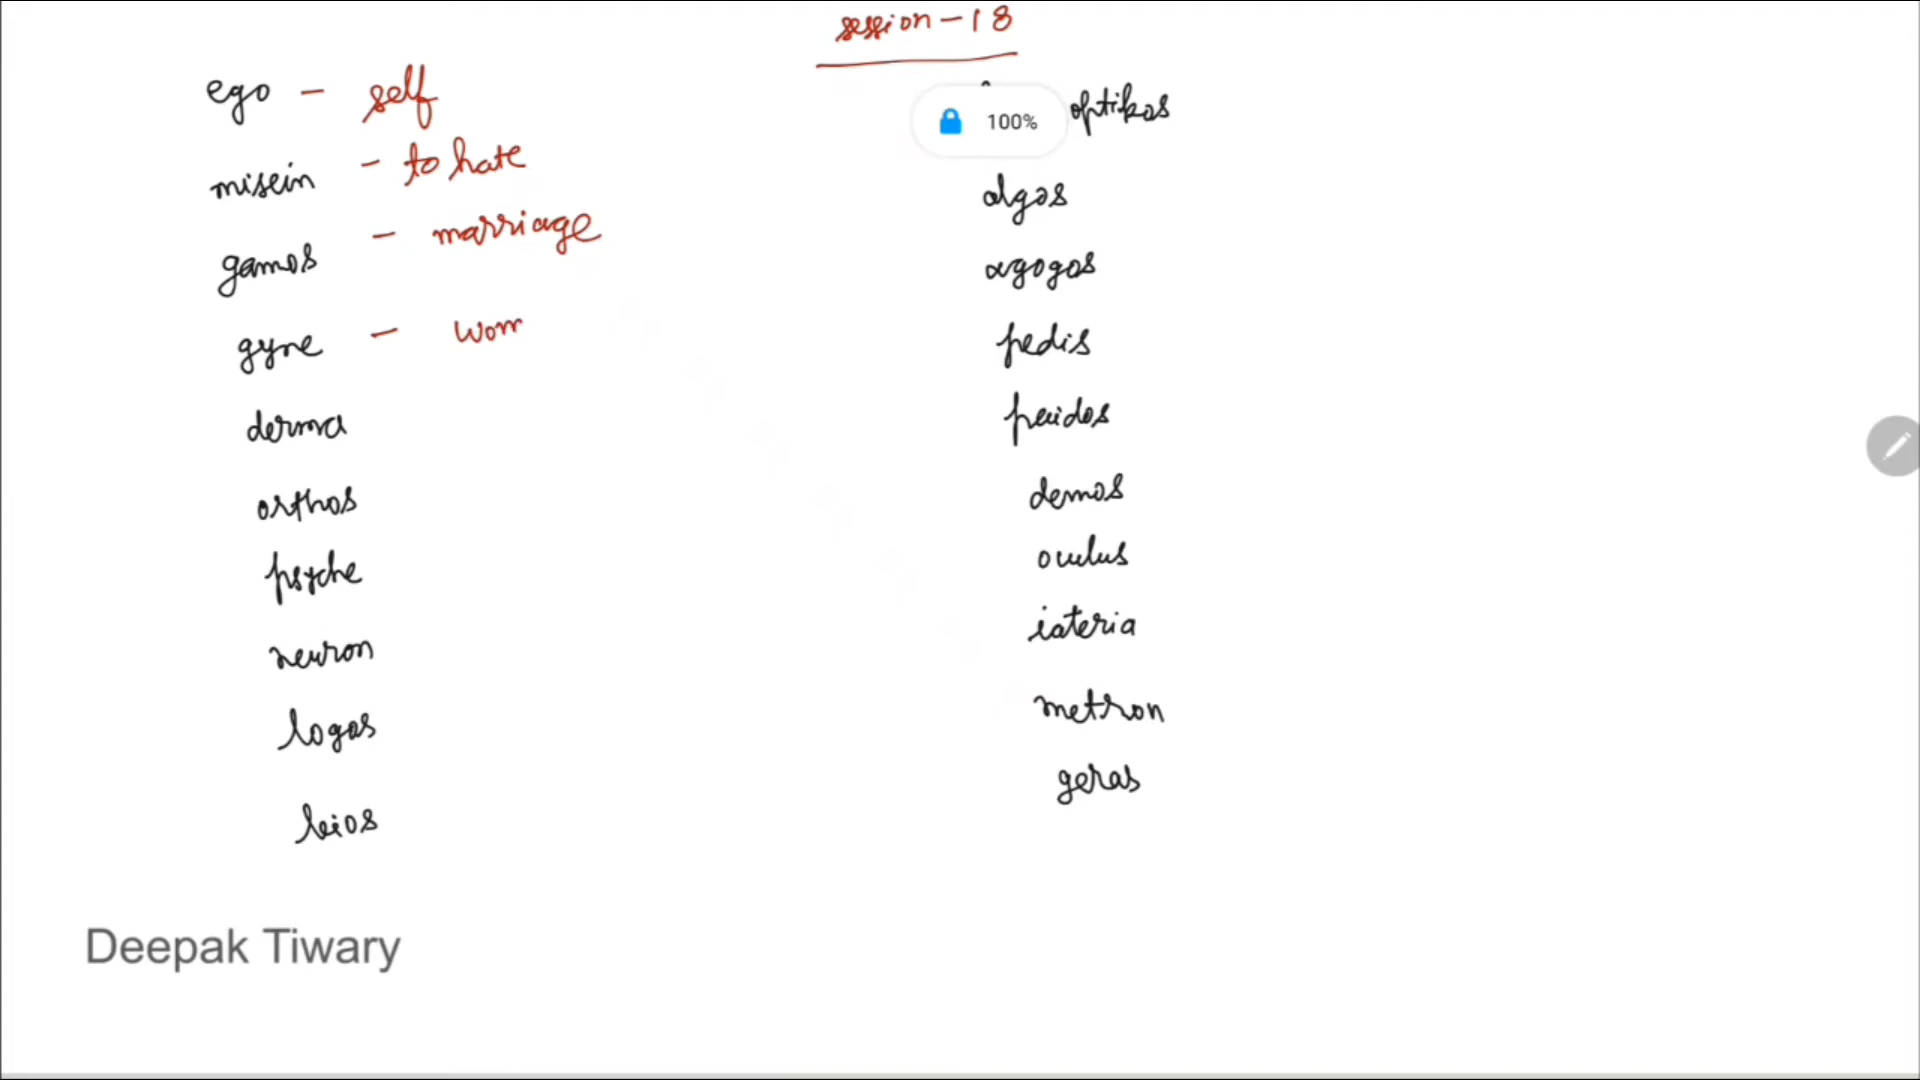 session-18
ego - self
misein - to hate
gamos - marriage
gyne - wom
derma
orthos
psyche
neuron
logos
beios
100%
optikos
algos
agogos
pedis
paidos
demos
oculus
iateria
metron
geras
Deepak Tiwary